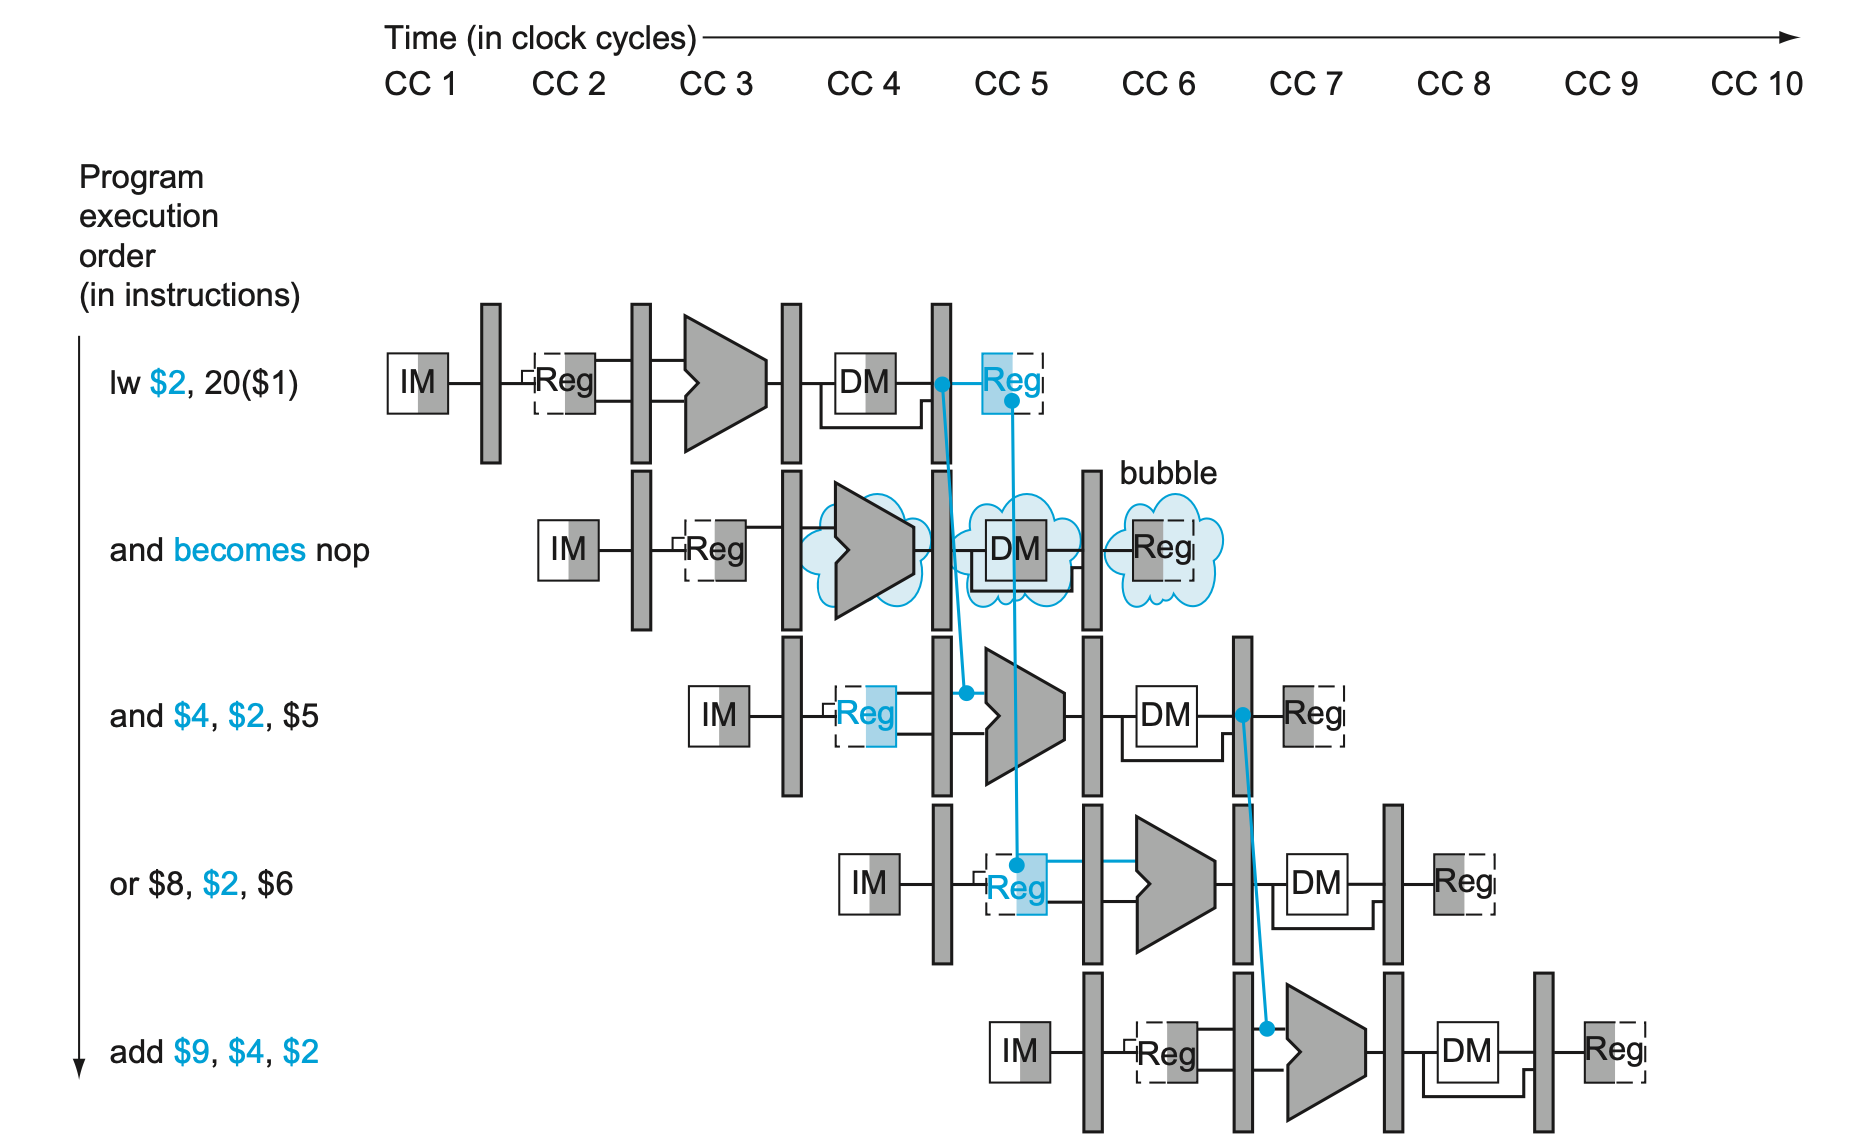 Time (in clock cycles)
CC 1 CC 2 CC 3 CC 4 CC 5 CC 6 CC 7 CC 8 CC 9 CC 10
Program
execution
order
(in instructions)
lw $2, 20($1)
IM Reg DM Reg
bubble
and becomes nop
IM Reg DM Reg
and $4, $2, $5
IM Reg DM Reg
or $8, $2, $6
IM Reg DM Reg
add $9, $4, $2
IM Reg DM Reg